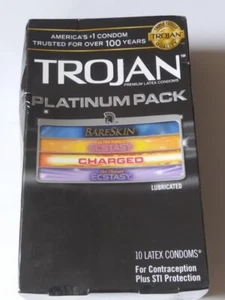 AMERICA'S #1 CONDOM
TRUSTED FOR OVER 100 YEARS
TROJAN
TROJAN
PREMIUM LATEX CONDOMS
PLATINUM PACK
BARESKIN
ECSTASY
CHARGED
ECSTASY
LUBRICATED
10 LATEX CONDOMS*
For Contraception
Plus STI Protection